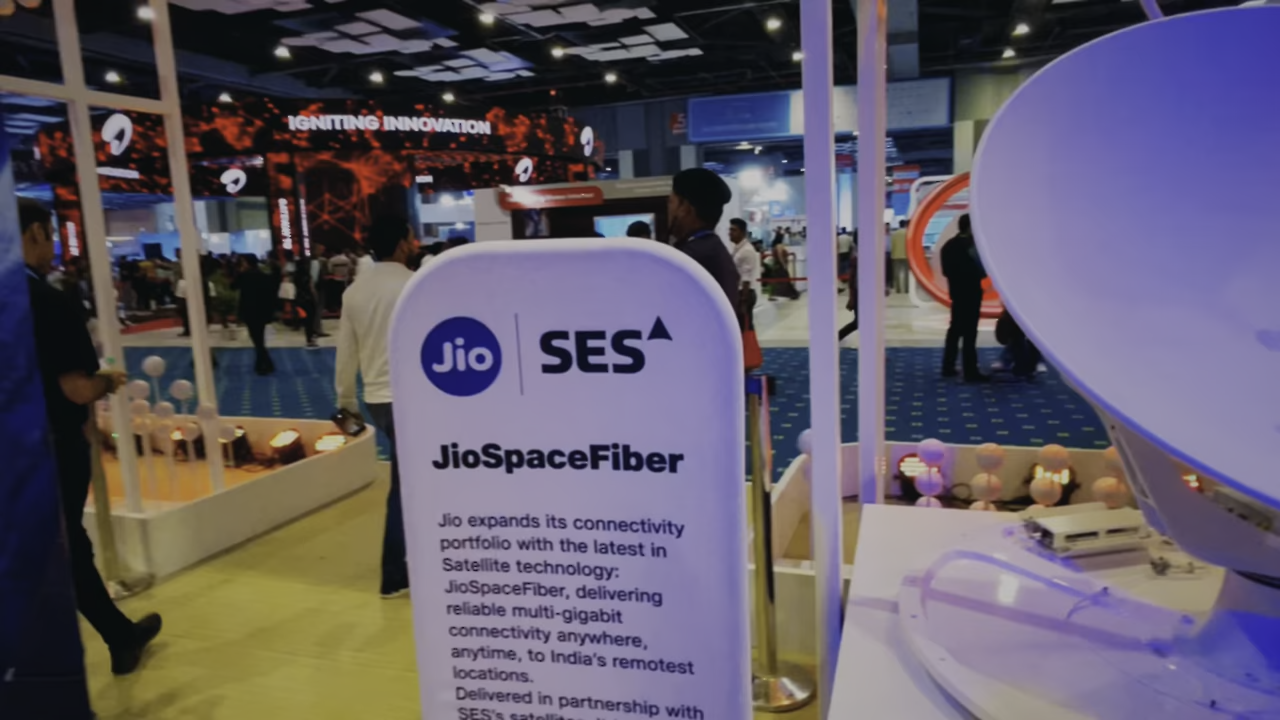 IGNITING INNOVATION
Jio
SES
JioSpaceFiber
Jio expands its connectivity
portfolio with the latest in
Satellite technology:
JioSpaceFiber, delivering
reliable multi-gigabit
connectivity anywhere,
anytime, to India's remotest
locations.
Delivered in partnership with
SES's